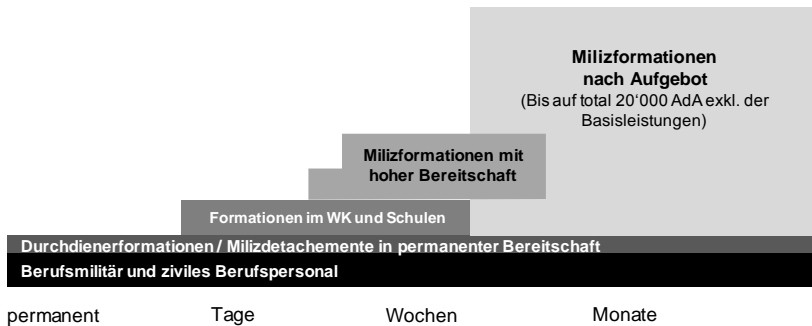 Milizformationen
nach Aufgebot
(Bis auf total 20‘000 AdA exkl. der
Basisleistungen)
Milizformationen mit
hoher Bereitschaft
Formationen im WK und Schulen
Durchdienerformationen / Milizdetachemente in permanenter Bereitschaft
Berufsmilitär und ziviles Berufspersonal
permanent Tage Wochen Monate